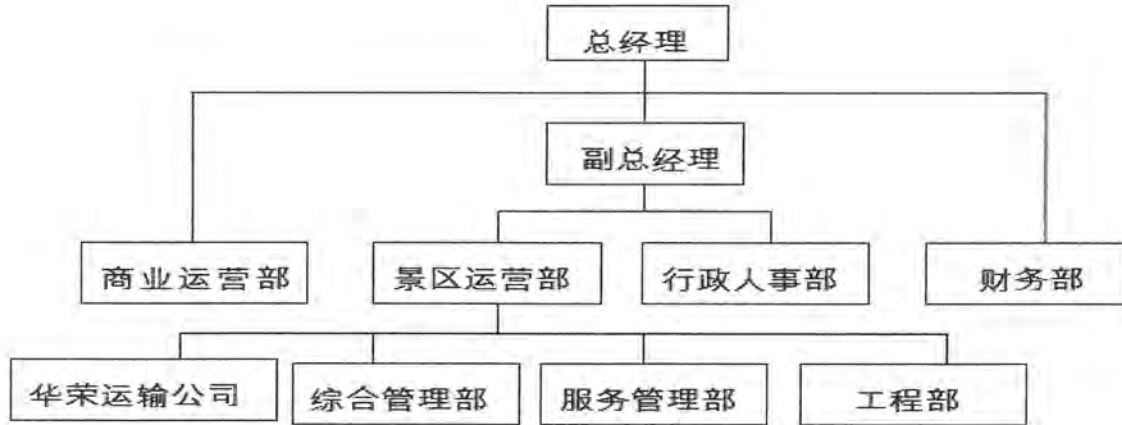 总经理
副总经理
商业运营部
景区运营部
行政人事部
财务部
华荣运输公司
综合管理部
服务管理部
工程部